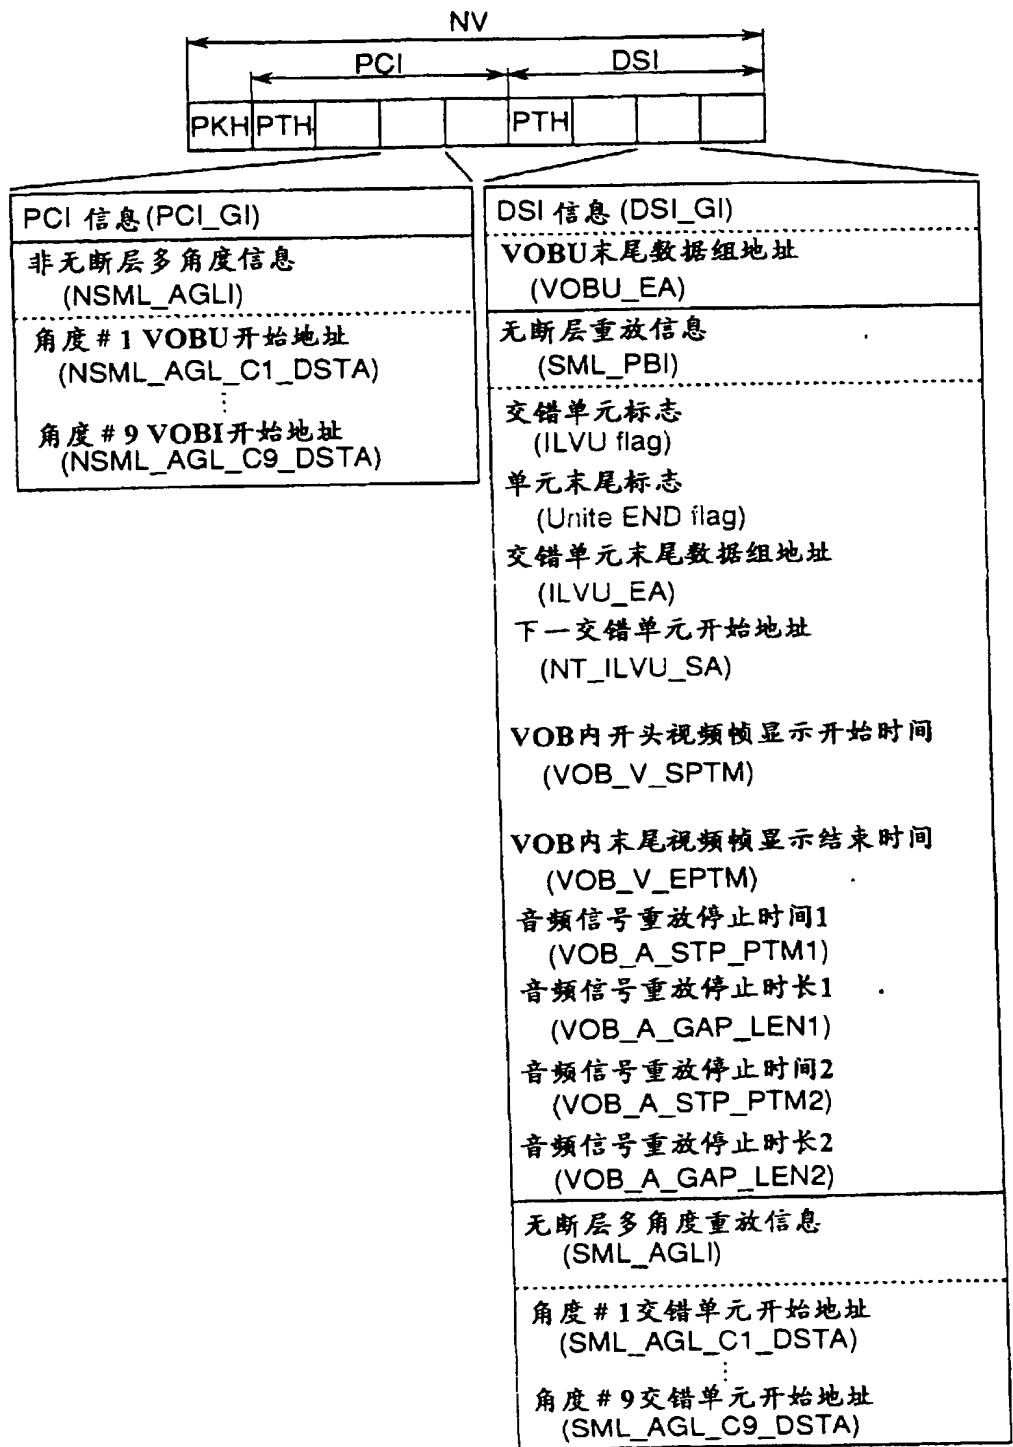 NV
PCI
DSI
PKH PTH PTH
PCI 信息(PCI_GI)
非无断层多角度信息
(NSML_AGLI)
角度#1 VOBU开始地址
(NSML_AGL_C1_DSTA)
⋮
角度#9 VOBI开始地址
(NSML_AGL_C9_DSTA)
DSI 信息(DSI_GI)
VOBU末尾数据组地址
(VOBU_EA)
无断层重放信息
(SML_PBI)
交错单元标志
(ILVU flag)
单元末尾标志
(Unite END flag)
交错单元末尾数据组地址
(ILVU_EA)
下一交错单元开始地址
(NT_ILVU_SA)
VOB内开头视频帧显示开始时间
(VOB_V_SPTM)
VOB内末尾视频帧显示结束时间
(VOB_V_EPTM)
音频信号重放停止时间1
(VOB_A_STP_PTM1)
音频信号重放停止时长1
(VOB_A_GAP_LEN1)
音频信号重放停止时间2
(VOB_A_STP_PTM2)
音频信号重放停止时长2
(VOB_A_GAP_LEN2)
无断层多角度重放信息
(SML_AGLI)
角度#1交错单元开始地址
(SML_AGL_C1_DSTA)
⋮
角度#9交错单元开始地址
(SML_AGL_C9_DSTA)